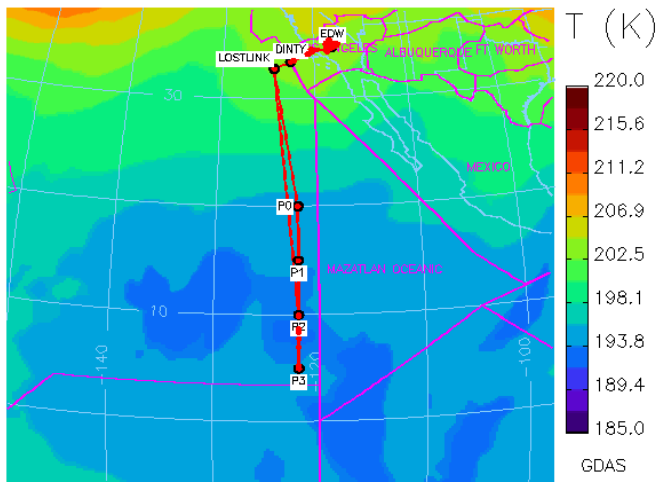 T (K)
EDW
DINTY
LOSTLINK
ALBUQUERQUE
FT WORTH
30
MEXICO
P0
P1
MAZATLAN OCEANIC
10
P2
P3
-140
-120
-100
220.0
215.6
211.2
206.9
202.5
198.1
193.8
189.4
185.0
GDAS